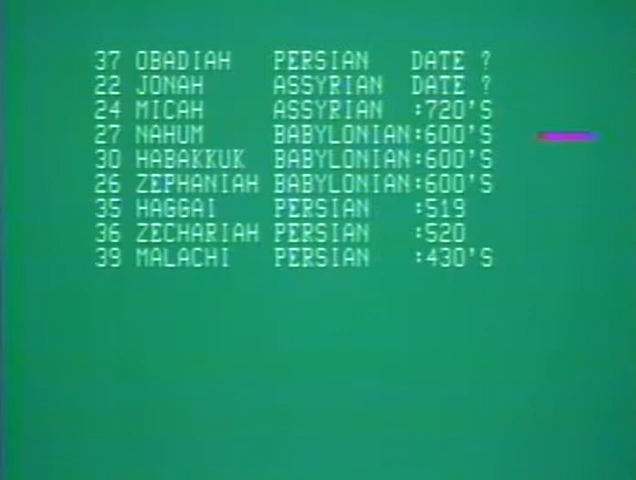 37 OBADIAH PERSIAN DATE ?
22 JONAH ASSYRIAN DATE ?
24 MICAH ASSYRIAN :720'S
27 NAHUM BABYLONIAN:600'S
30 HABAKKUK BABYLONIAN:600'S
26 ZEPHANIAH BABYLONIAN:600'S
35 HAGGAI PERSIAN :519
36 ZECHARIAH PERSIAN :520
39 MALACHI PERSIAN :430'S